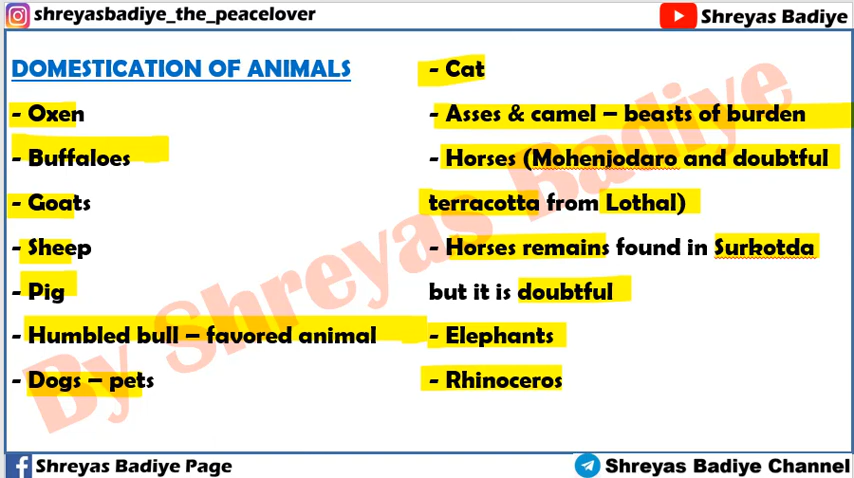 shreyasbadiye_the_peacelover
Shreyas Badiye
DOMESTICATION OF ANIMALS
- Oxen
- Buffaloes
- Goats
- Sheep
- Pig
- Humbled bull – favored animal
- Dogs – pets
- Cat
- Asses & camel – beasts of burden
- Horses (Mohenjodaro and doubtful
terracotta from Lothal)
- Horses remains found in Surkotda
but it is doubtful
- Elephants
- Rhinoceros
By Shreyas Badiye
Shreyas Badiye Page
Shreyas Badiye Channel